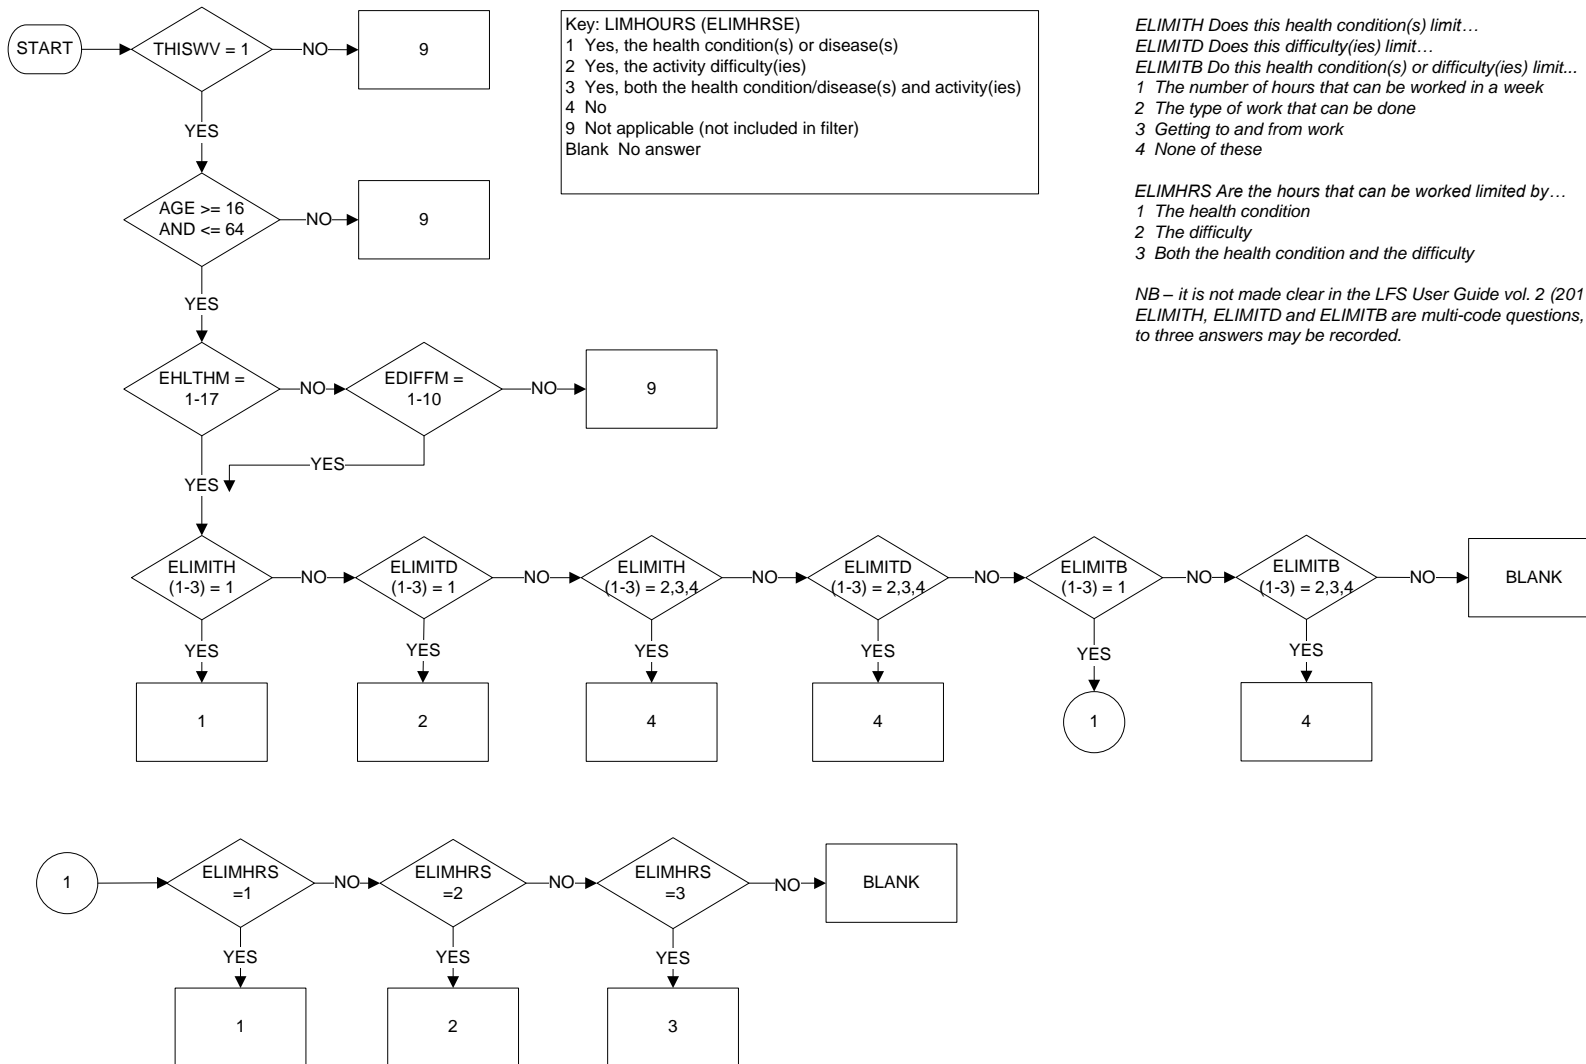 START
THISWV = 1
NO
9
YES
AGE >= 16
AND <= 64
NO
9
YES
EHLTHM =
1-17
NO
EDIFFM =
1-10
NO
9
YES
YES
Key: LIMHOURS (ELIMHRSE)
1 Yes, the health condition(s) or disease(s)
2 Yes, the activity difficulty(ies)
3 Yes, both the health condition/disease(s) and activity(ies)
4 No
9 Not applicable (not included in filter)
Blank No answer
ELIMITH Does this health condition(s) limit…
ELIMITD Does this difficulty(ies) limit…
ELIMITB Do this health condition(s) or difficulty(ies) limit...
1 The number of hours that can be worked in a week
2 The type of work that can be done
3 Getting to and from work
4 None of these
ELIMHRS Are the hours that can be worked limited by…
1 The health condition
2 The difficulty
3 Both the health condition and the difficulty
NB – it is not made clear in the LFS User Guide vol. 2 (201
ELIMITH, ELIMITD and ELIMITB are multi-code questions,
to three answers may be recorded.
ELIMITH
(1-3) = 1
NO
ELIMITD
(1-3) = 1
NO
ELIMITH
(1-3) = 2,3,4
NO
ELIMITD
(1-3) = 2,3,4
NO
ELIMITB
(1-3) = 1
NO
ELIMITB
(1-3) = 2,3,4
NO
BLANK
YES
YES
YES
YES
YES
YES
1
2
4
4
1
4
1
ELIMHRS
=1
NO
ELIMHRS
=2
NO
ELIMHRS
=3
NO
BLANK
YES
YES
YES
1
2
3